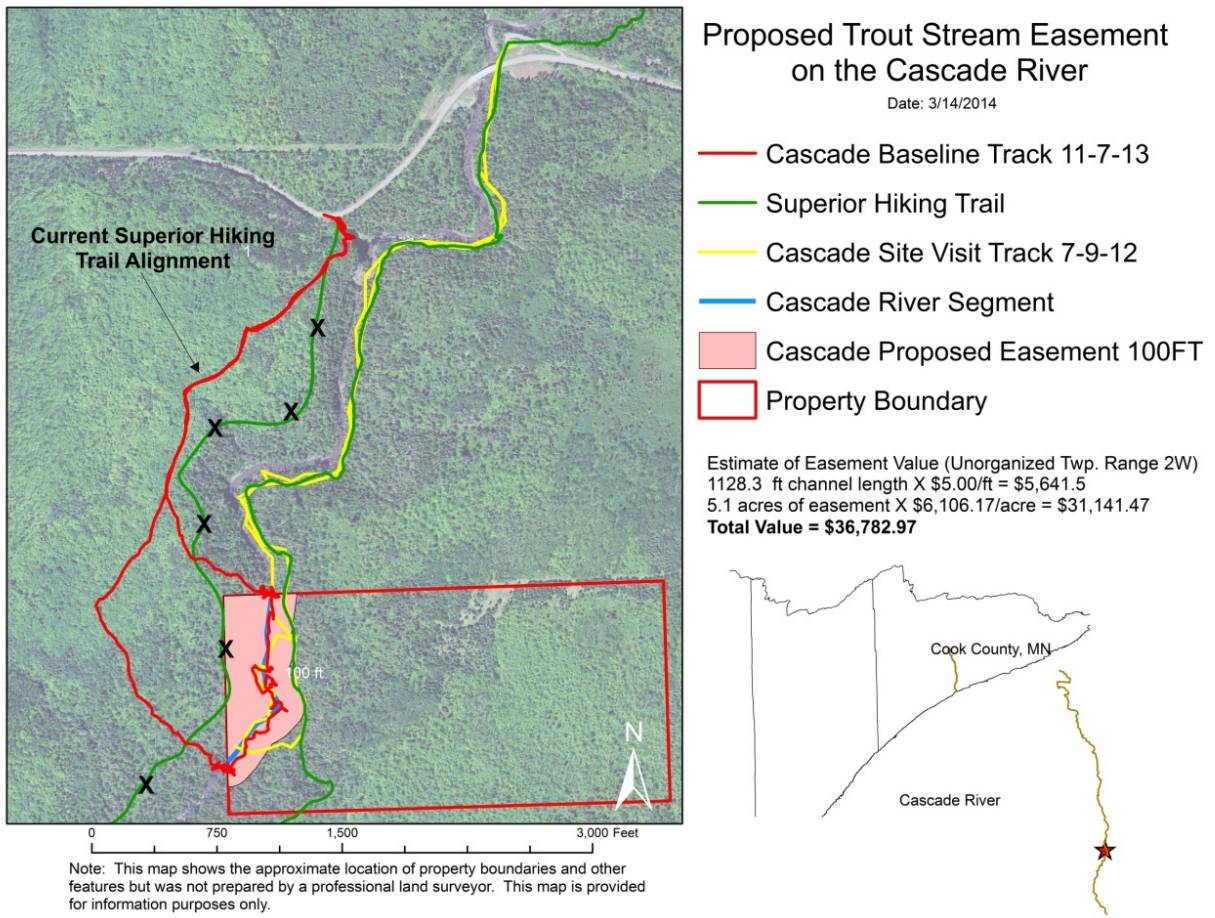 Proposed Trout Stream Easement
on the Cascade River
Date: 3/14/2014
Cascade Baseline Track 11-7-13
Superior Hiking Trail
Cascade Site Visit Track 7-9-12
Cascade River Segment
Cascade Proposed Easement 100FT
Property Boundary
Estimate of Easement Value (Unorganized Twp. Range 2W)
1128.3 ft channel length X $5.00/ft = $5,641.5
5.1 acres of easement X $6,106.17/acre = $31,141.47
Total Value = $36,782.97
Cook County, MN
Cascade River
Current Superior Hiking
Trail Alignment
X
X
X
X
X
X
100 ft
N
0 750 1,500 3,000 Feet
Note: This map shows the approximate location of property boundaries and other
features but was not prepared by a professional land surveyor. This map is provided
for information purposes only.